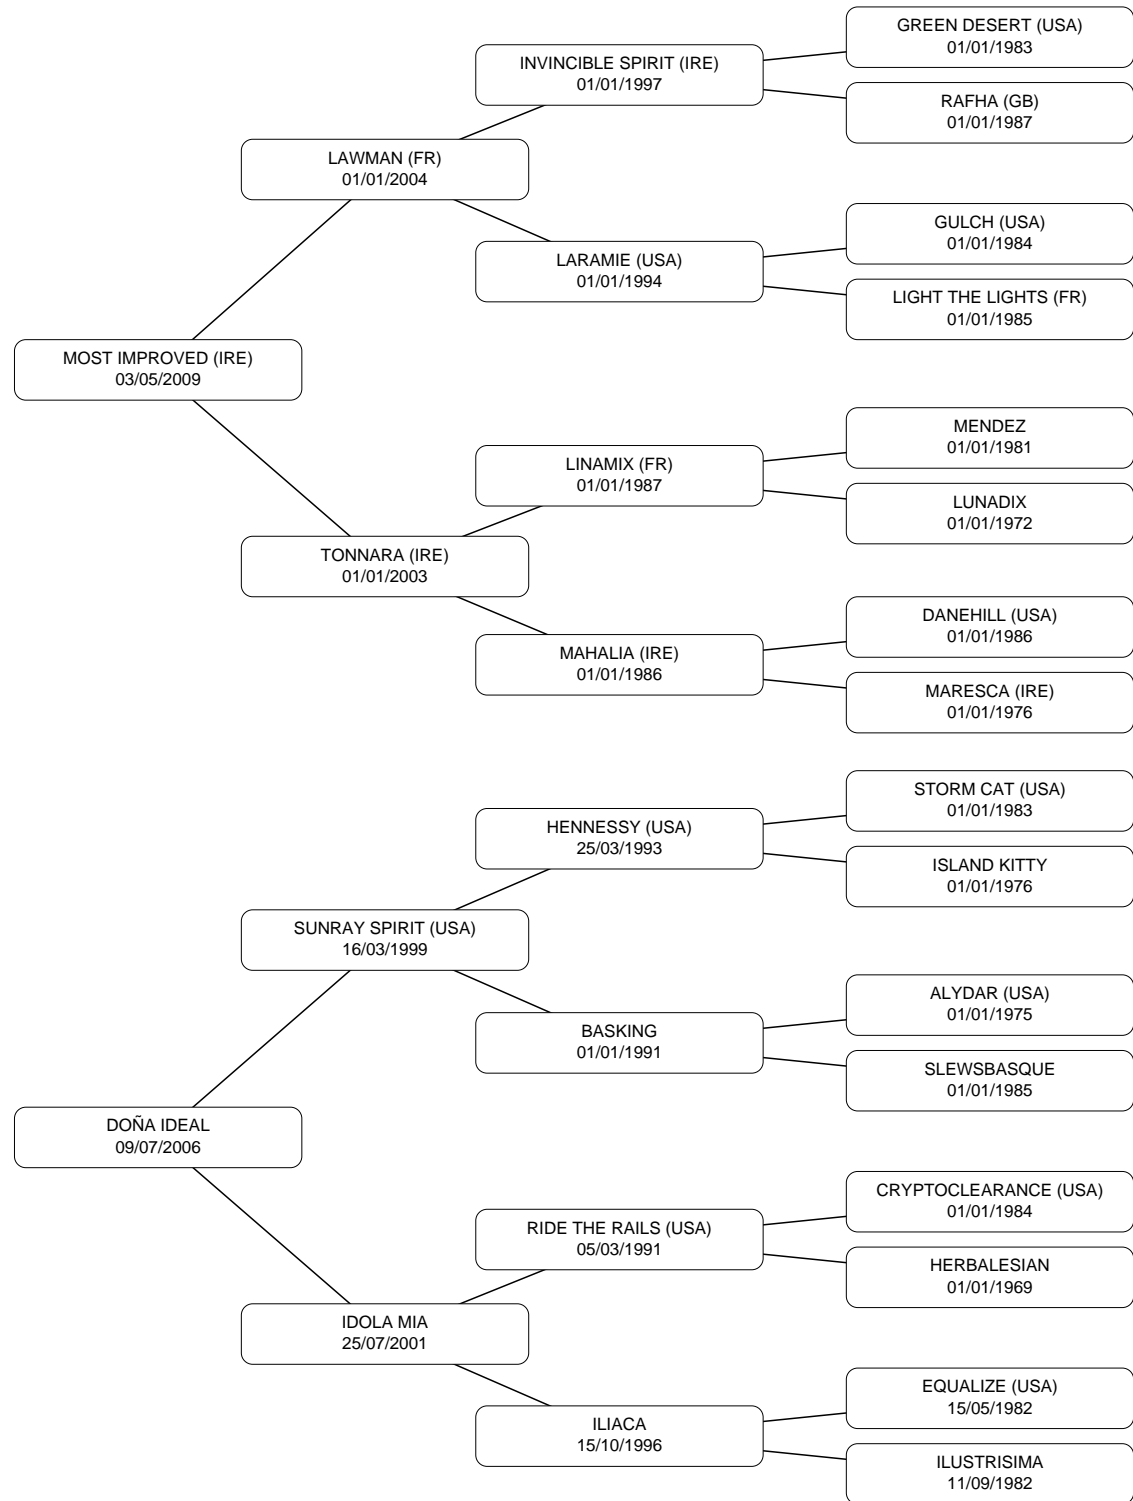 GREEN DESERT (USA)
01/01/1983
INVINCIBLE SPIRIT (IRE)
01/01/1997
RAFHA (GB)
01/01/1987
LAWMAN (FR)
01/01/2004
GULCH (USA)
01/01/1984
LARAMIE (USA)
01/01/1994
LIGHT THE LIGHTS (FR)
01/01/1985
MOST IMPROVED (IRE)
03/05/2009
MENDEZ
01/01/1981
LINAMIX (FR)
01/01/1987
LUNADIX
01/01/1972
TONNARA (IRE)
01/01/2003
DANEHILL (USA)
01/01/1986
MAHALIA (IRE)
01/01/1986
MARESCA (IRE)
01/01/1976
STORM CAT (USA)
01/01/1983
HENNESSY (USA)
25/03/1993
ISLAND KITTY
01/01/1976
SUNRAY SPIRIT (USA)
16/03/1999
ALYDAR (USA)
01/01/1975
BASKING
01/01/1991
SLEWSBASQUE
01/01/1985
DOÑA IDEAL
09/07/2006
CRYPTOCLEARANCE (USA)
01/01/1984
RIDE THE RAILS (USA)
05/03/1991
HERBALESIAN
01/01/1969
IDOLA MIA
25/07/2001
EQUALIZE (USA)
15/05/1982
ILIACA
15/10/1996
ILUSTRISIMA
11/09/1982